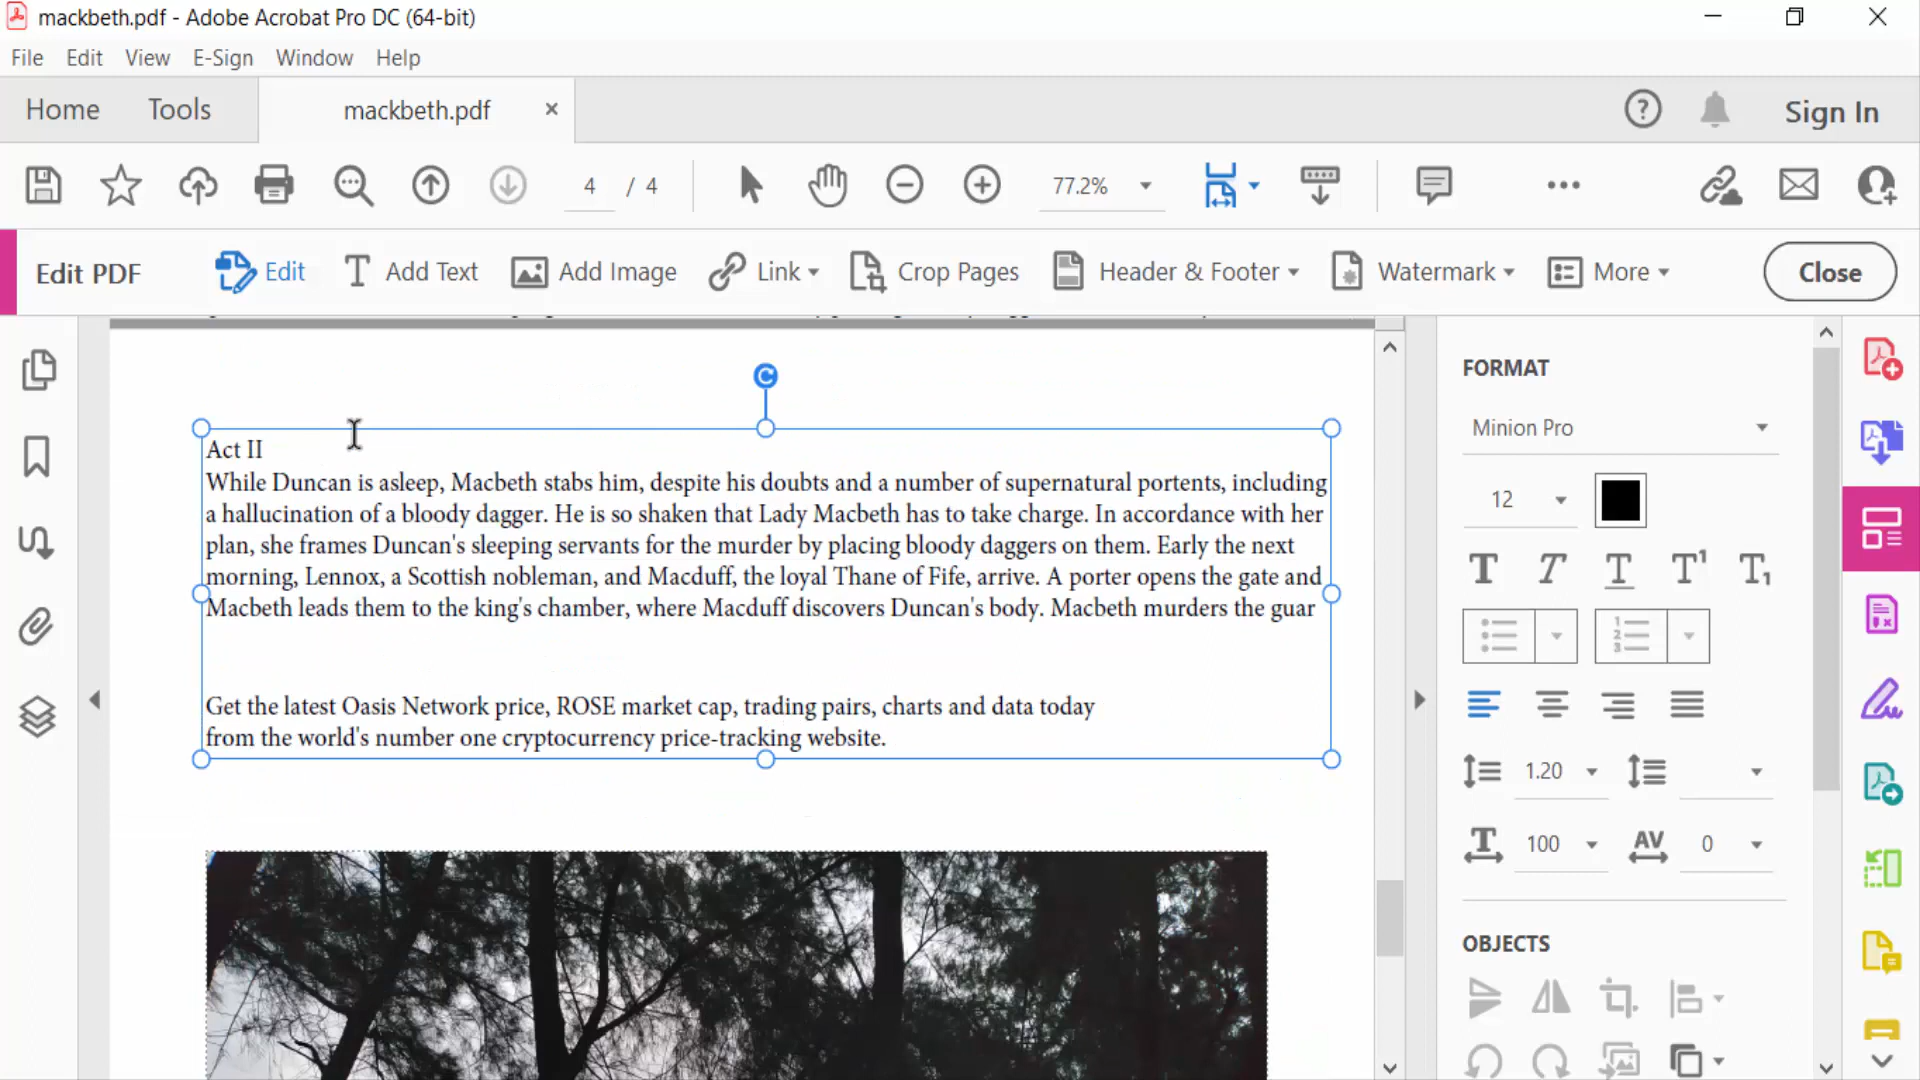 mackbeth.pdf - Adobe Acrobat Pro DC (64-bit)
File Edit View E-Sign Window Help
Home Tools mackbeth.pdf × Sign In
4 / 4 77.2%
Edit PDF Edit Add Text Add Image Link Crop Pages Header & Footer Watermark More Close
Act II
While Duncan is asleep, Macbeth stabs him, despite his doubts and a number of supernatural portents, including
a hallucination of a bloody dagger. He is so shaken that Lady Macbeth has to take charge. In accordance with her
plan, she frames Duncan's sleeping servants for the murder by placing bloody daggers on them. Early the next
morning, Lennox, a Scottish nobleman, and Macduff, the loyal Thane of Fife, arrive. A porter opens the gate and
Macbeth leads them to the king's chamber, where Macduff discovers Duncan's body. Macbeth murders the guar
Get the latest Oasis Network price, ROSE market cap, trading pairs, charts and data today
from the world's number one cryptocurrency price-tracking website.
FORMAT
Minion Pro
12
T T T T¹ T₁
1.20
100 AV 0
OBJECTS